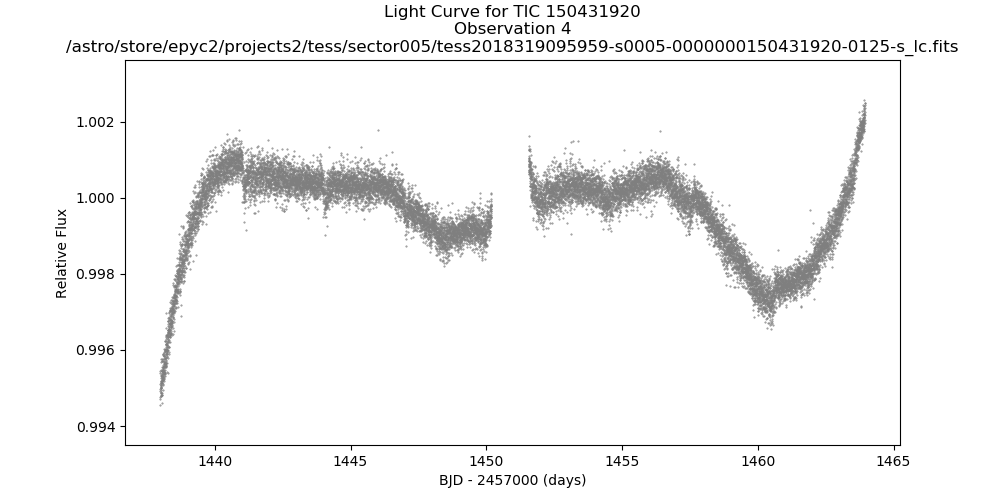 Light Curve for TIC 150431920
Observation 4
/astro/store/epyc2/projects2/tess/sector005/tess2018319095959-s0005-0000000150431920-0125-s_lc.fits
1.002
1.000
0.998
0.996
0.994
Relative Flux
1440 1445 1450 1455 1460 1465
BJD - 2457000 (days)